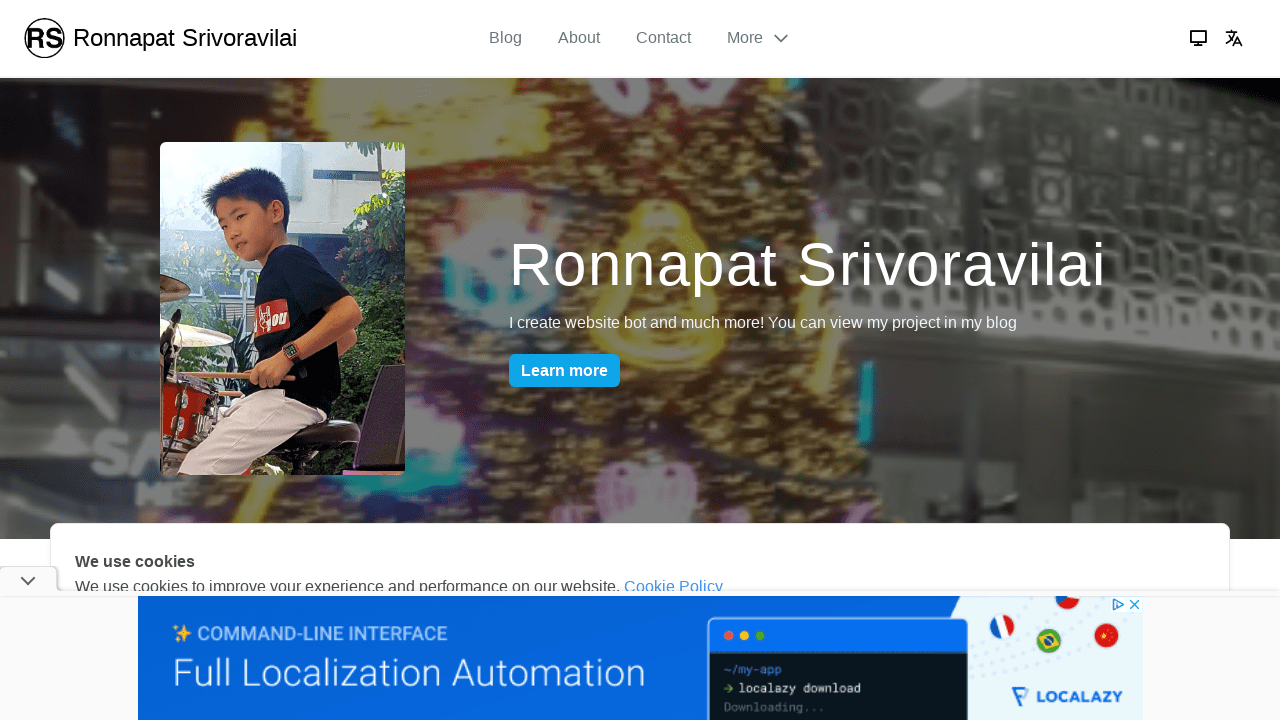 RS Ronnapat Srivoravilai
Blog About Contact More
Ronnapat Srivoravilai
I create website bot and much more! You can view my project in my blog
Learn more
We use cookies
We use cookies to improve your experience and performance on our website. Cookie Policy
✨ COMMAND-LINE INTERFACE
Full Localization Automation
~/my-app
→ localazy download
Downloading...
LOCALAZY